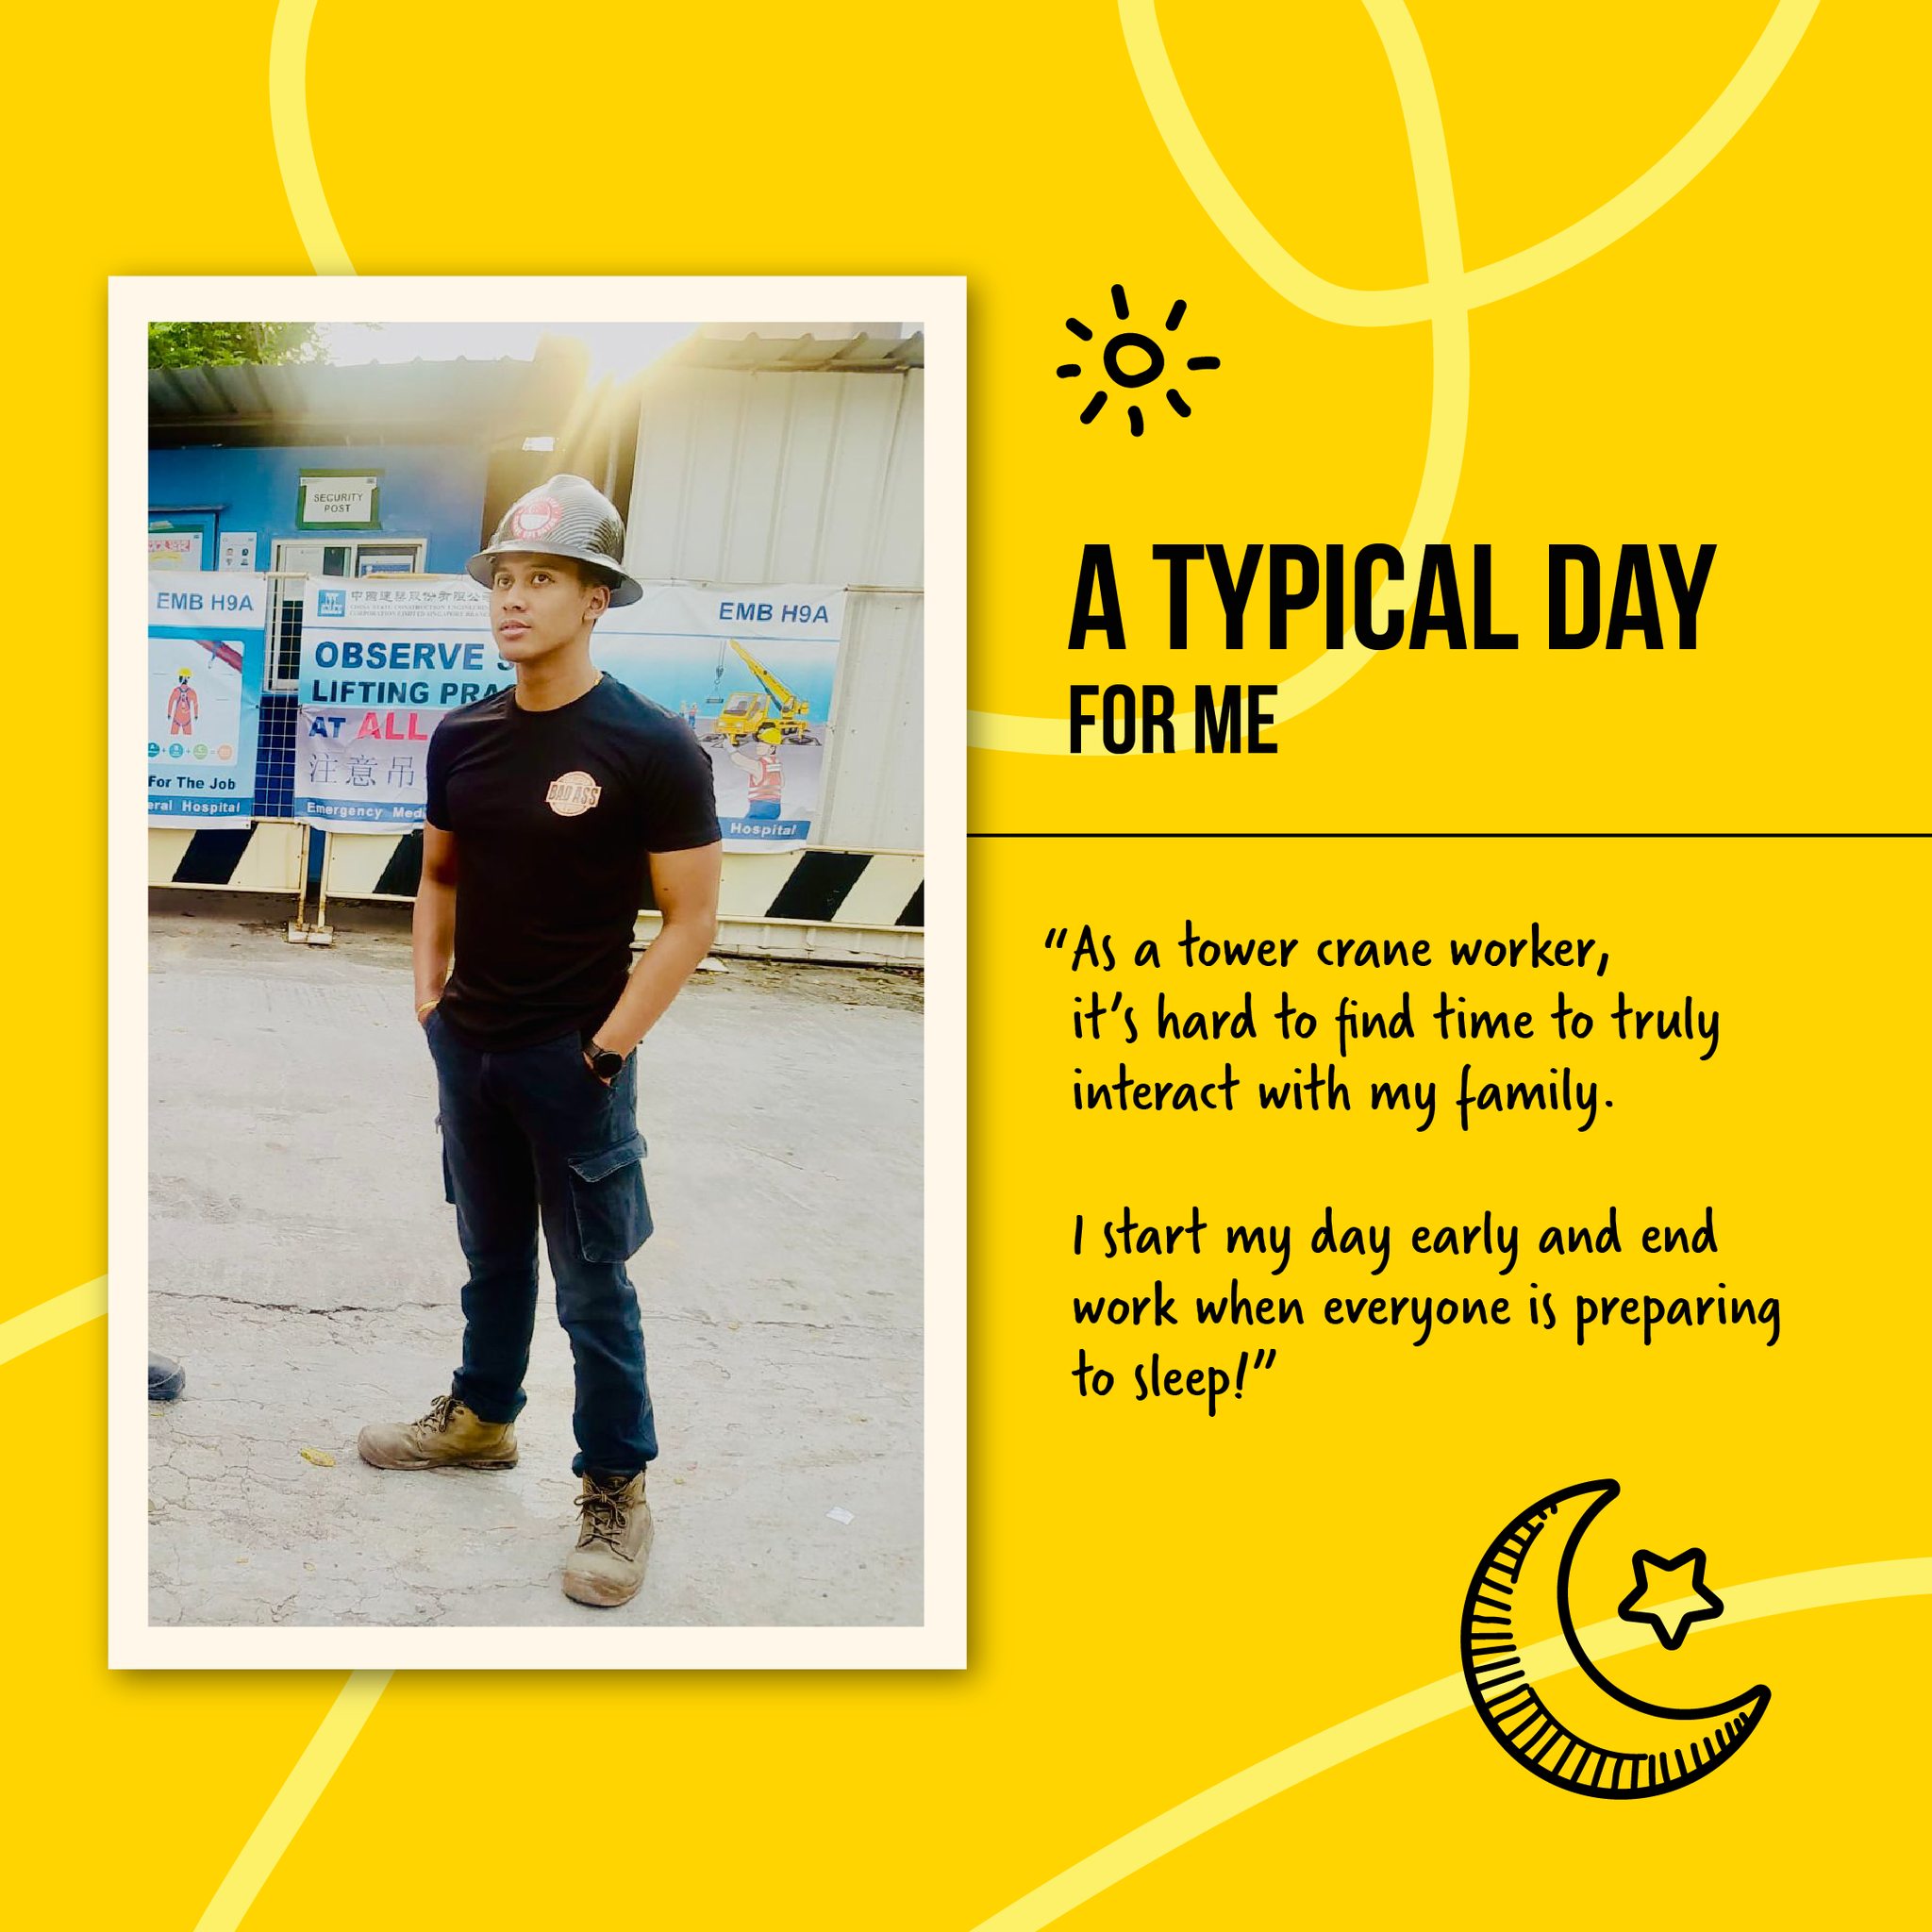 A TYPICAL DAY
FOR ME
“As a tower crane worker,
it’s hard to find time to truly
interact with my family.
I start my day early and end
work when everyone is preparing
to sleep!”
SECURITY
POST
EMB H9A
For The Job
eral Hospital
中國建築股份有限公
OBSERVE
LIFTING
AT ALL
注意吊
Emergency
EMB H9A
Hospital
BAD ASS